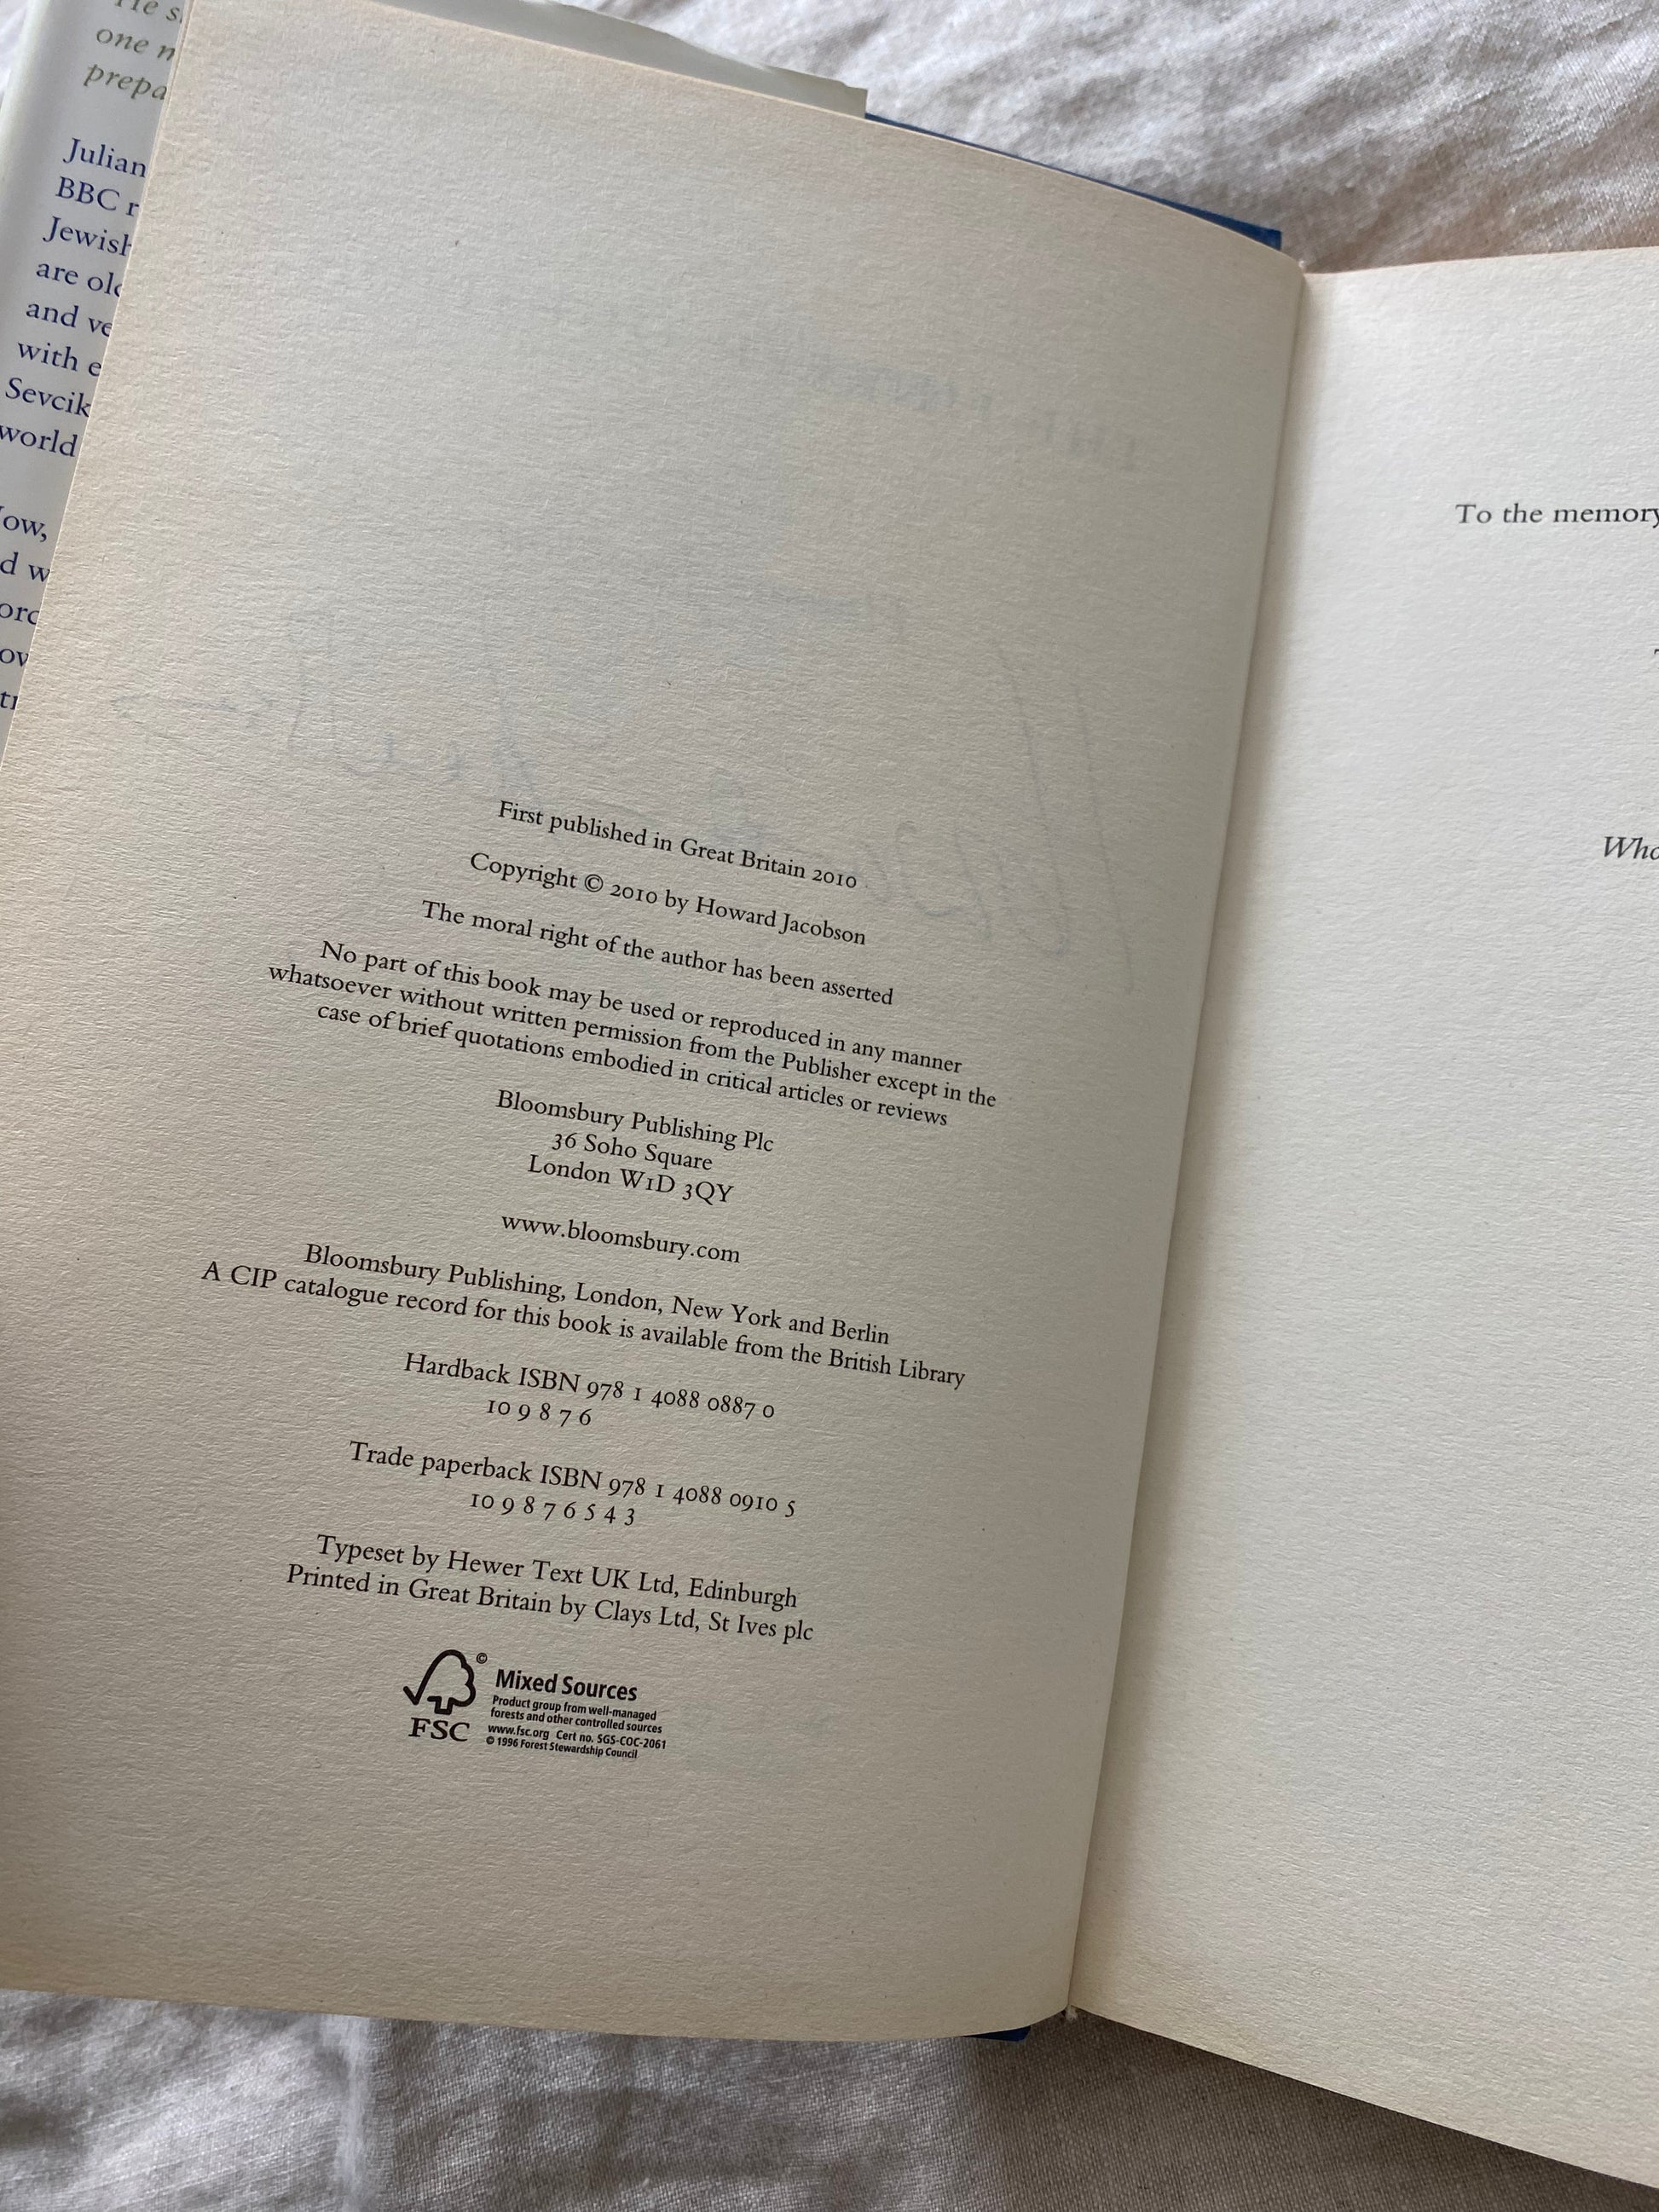 one
Julian
BBC
are
and
with
Sevcik
world
First published in Great Britain 2010
Copyright © 2010 by Howard Jacobson
The moral right of the author has been asserted
No part of this book may be used or reproduced in any manner
whatsoever without written permission from the Publisher except in the
case of brief quotations embodied in critical articles or reviews
Bloomsbury Publishing Plc
36 Soho Square
London W1D 3QY
www.bloomsbury.com
Bloomsbury Publishing, London, New York and Berlin
A CIP catalogue record for this book is available from the British Library
Hardback ISBN 978 1 4088 0887 0
10 9 8 7 6
Trade paperback ISBN 978 1 4088 0910 5
10 9 8 7 6 5 4 3
Typeset by Hewer Text UK Ltd, Edinburgh
Printed in Great Britain by Clays Ltd, St Ives plc
FSC
©
Mixed Sources
Product group from well-managed
forests and other controlled sources
www.fsc.org Cert no. SGS-COC-2061
© 1996 Forest Stewardship Council
To the memory